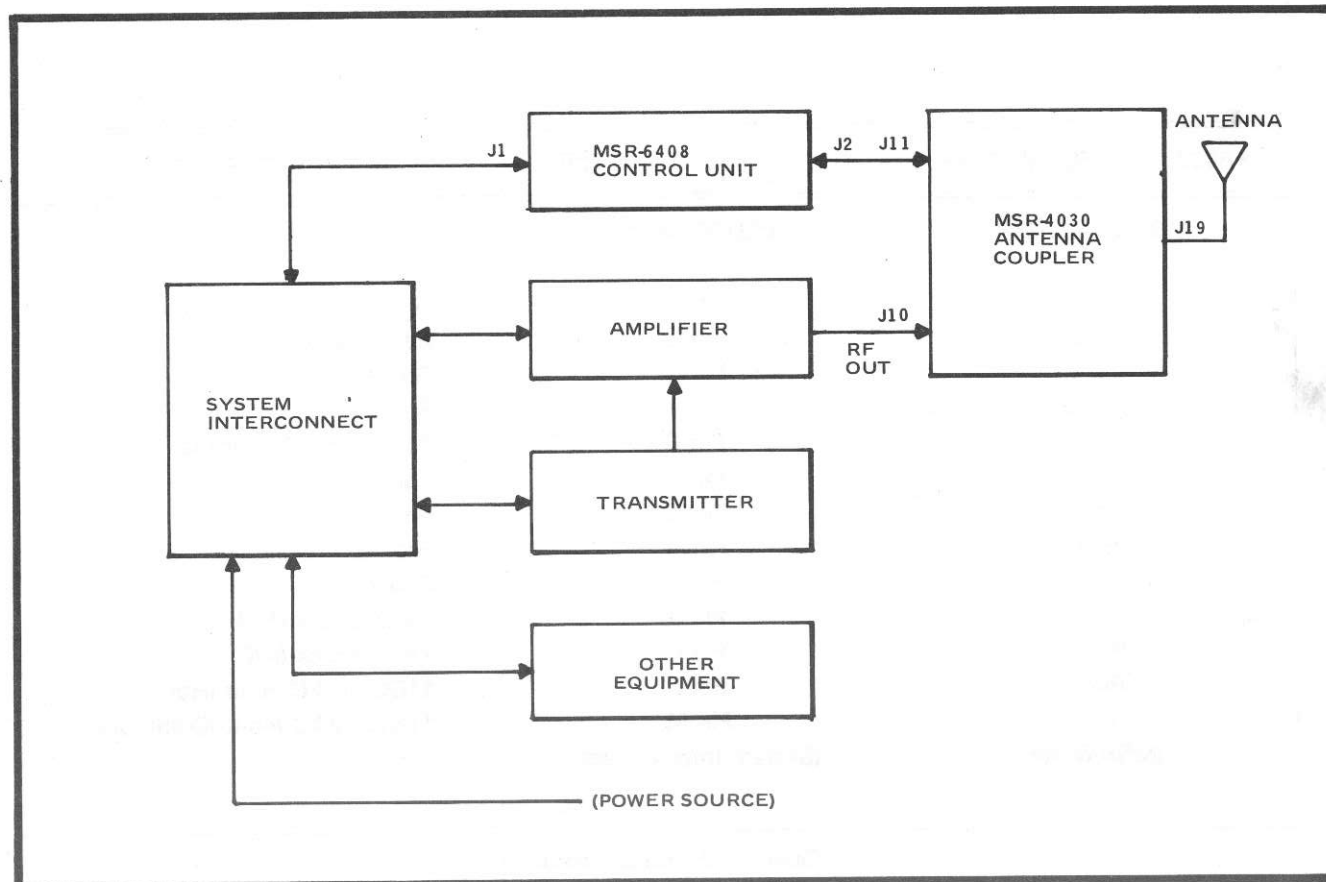 J1
MSR-6408
CONTROL UNIT
J2 J11
ANTENNA
MSR-4030
ANTENNA
COUPLER
J19
AMPLIFIER
J10
RF
OUT
SYSTEM
INTERCONNECT
TRANSMITTER
OTHER
EQUIPMENT
(POWER SOURCE)